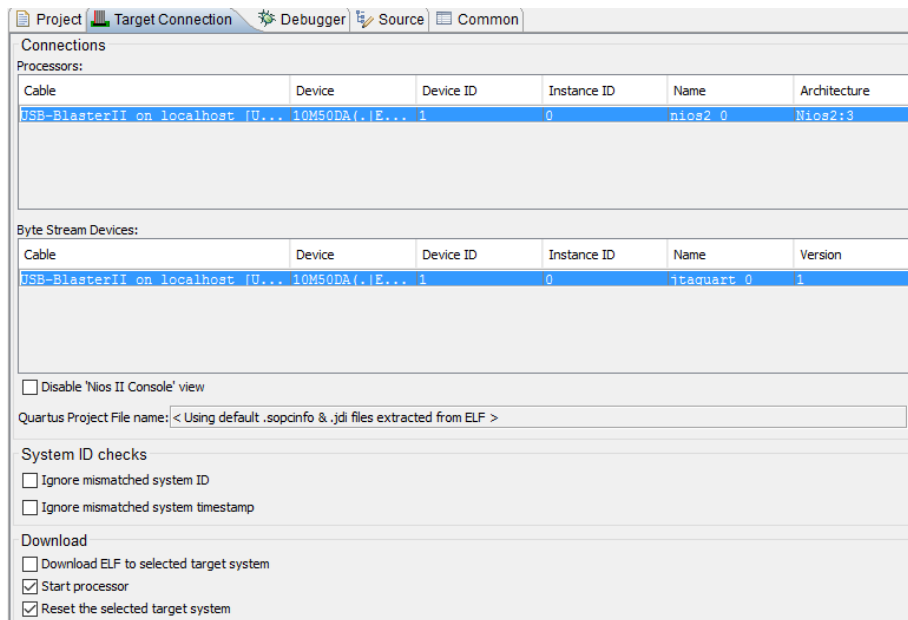 Project Target Connection Debugger Source Common
Connections
Processors:
Cable Device Device ID Instance ID Name Architecture
USB-BlasterII on localhost [U... 10M50DA(.|E... 1 0 nios2_0 Nios2:3
Byte Stream Devices:
Cable Device Device ID Instance ID Name Version
USB-BlasterII on localhost [U... 10M50DA(.|E... 1 0 jtaguart_0 1
Disable 'Nios II Console' view
Quartus Project File name: < Using default .sopcinfo & .jdi files extracted from ELF >
System ID checks
Ignore mismatched system ID
Ignore mismatched system timestamp
Download
Download ELF to selected target system
Start processor
Reset the selected target system